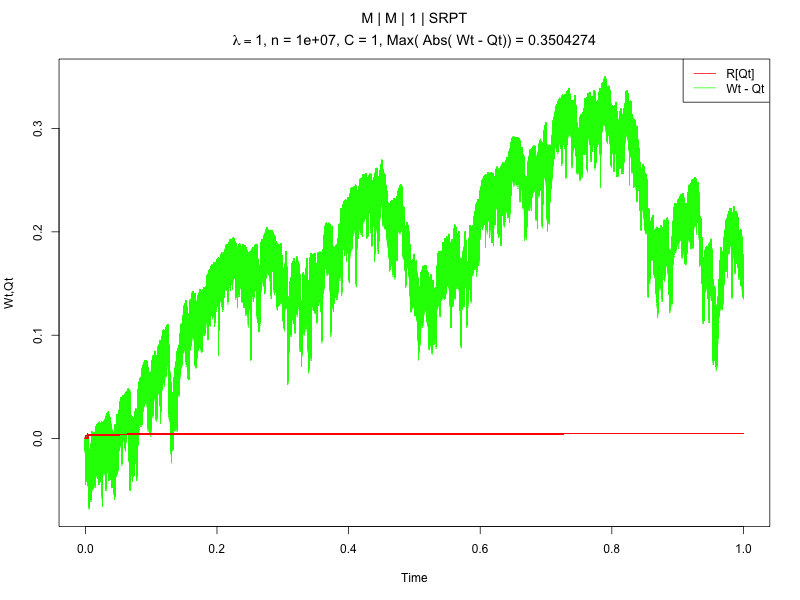 M | M | 1 | SRPT
λ = 1, n = 1e+07, C = 1, Max( Abs( Wt - Qt)) = 0.3504274
R[Qt]
Wt - Qt
0.3
0.2
0.1
0.0
Wt,Qt
0.0 0.2 0.4 0.6 0.8 1.0
Time